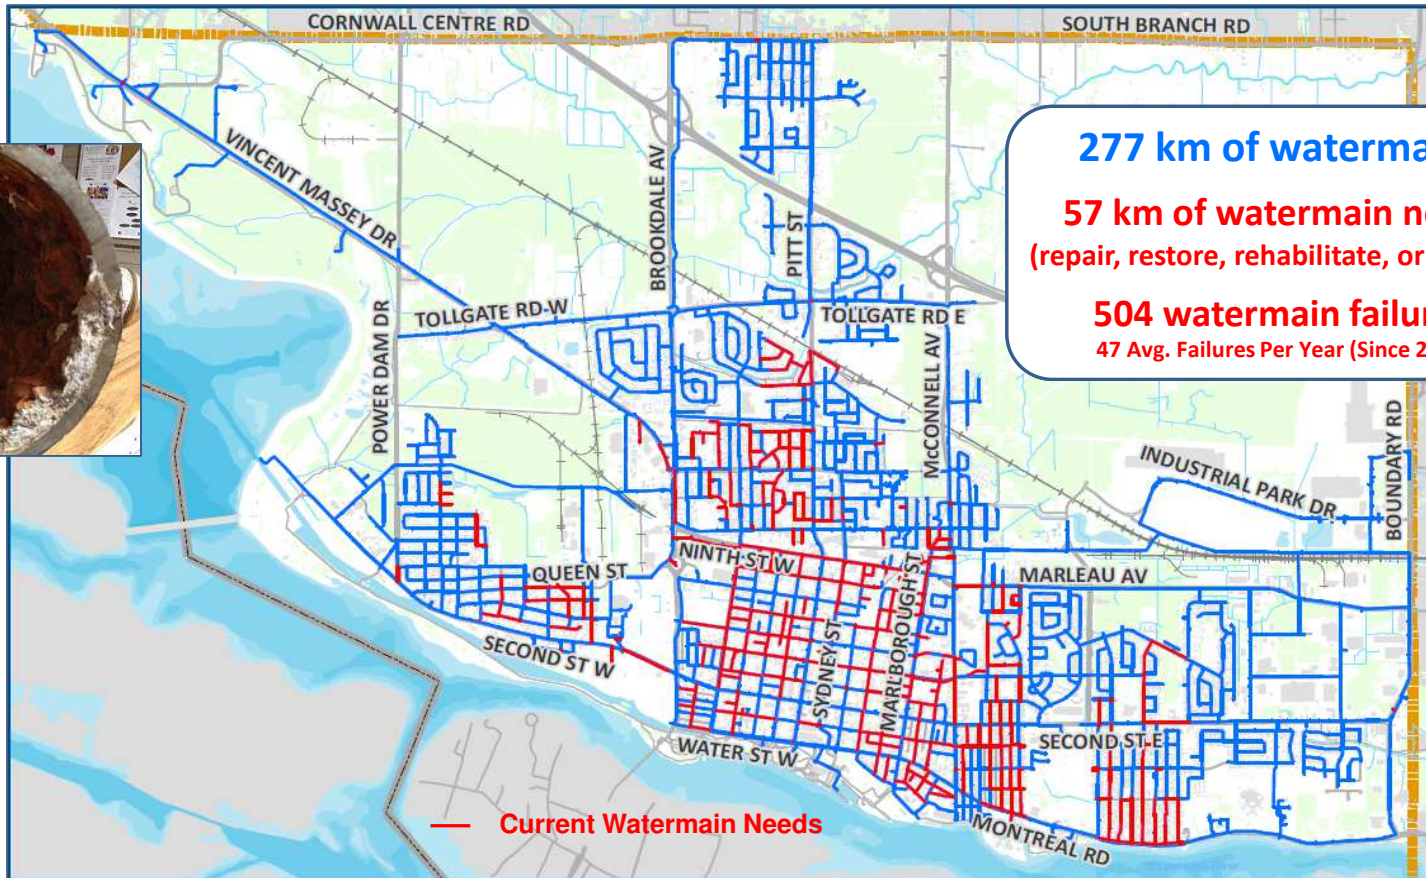 CORNWALL CENTRE RD
SOUTH BRANCH RD
VINCENT MASSEY DR
BROOKDALE AV
PITT ST
277 km of waterma
57 km of watermain n
(repair, restore, rehabilitate, or
504 watermain failu
47 Avg. Failures Per Year (Since 2
TOLLGATE RD W
TOLLGATE RD E
POWER DAM DR
McCONNELL AV
BOUNDARY RD
INDUSTRIAL PARK DR
NINTH ST W
QUEEN ST
MARLEAU AV
SECOND ST W
SYDNEY ST
MARLBOROUGH ST
SECOND ST E
WATER ST W
MONTREAL RD
Current Watermain Needs